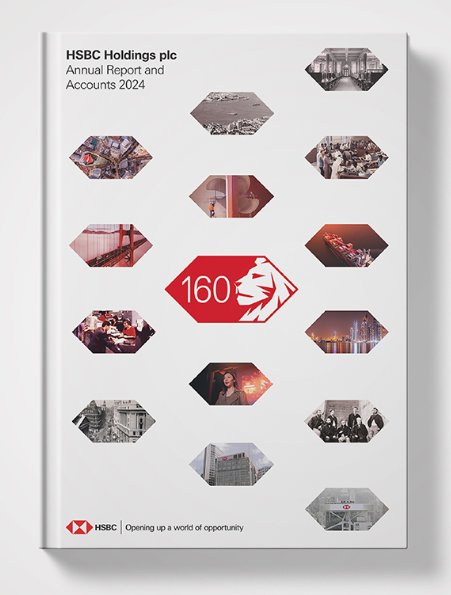 HSBC Holdings plc
Annual Report and
Accounts 2024
160
HSBC
Opening up a world of opportunity